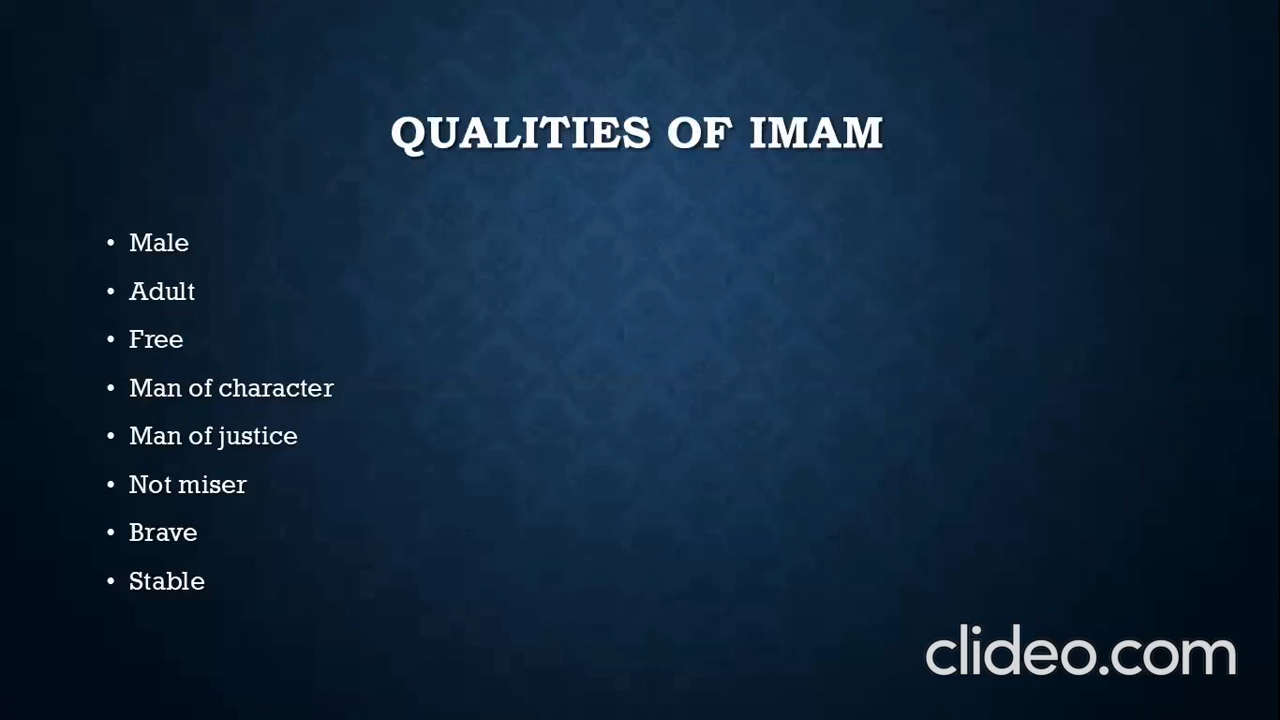 QUALITIES OF IMAM
• Male
• Adult
• Free
• Man of character
• Man of justice
• Not miser
• Brave
• Stable
clideo.com